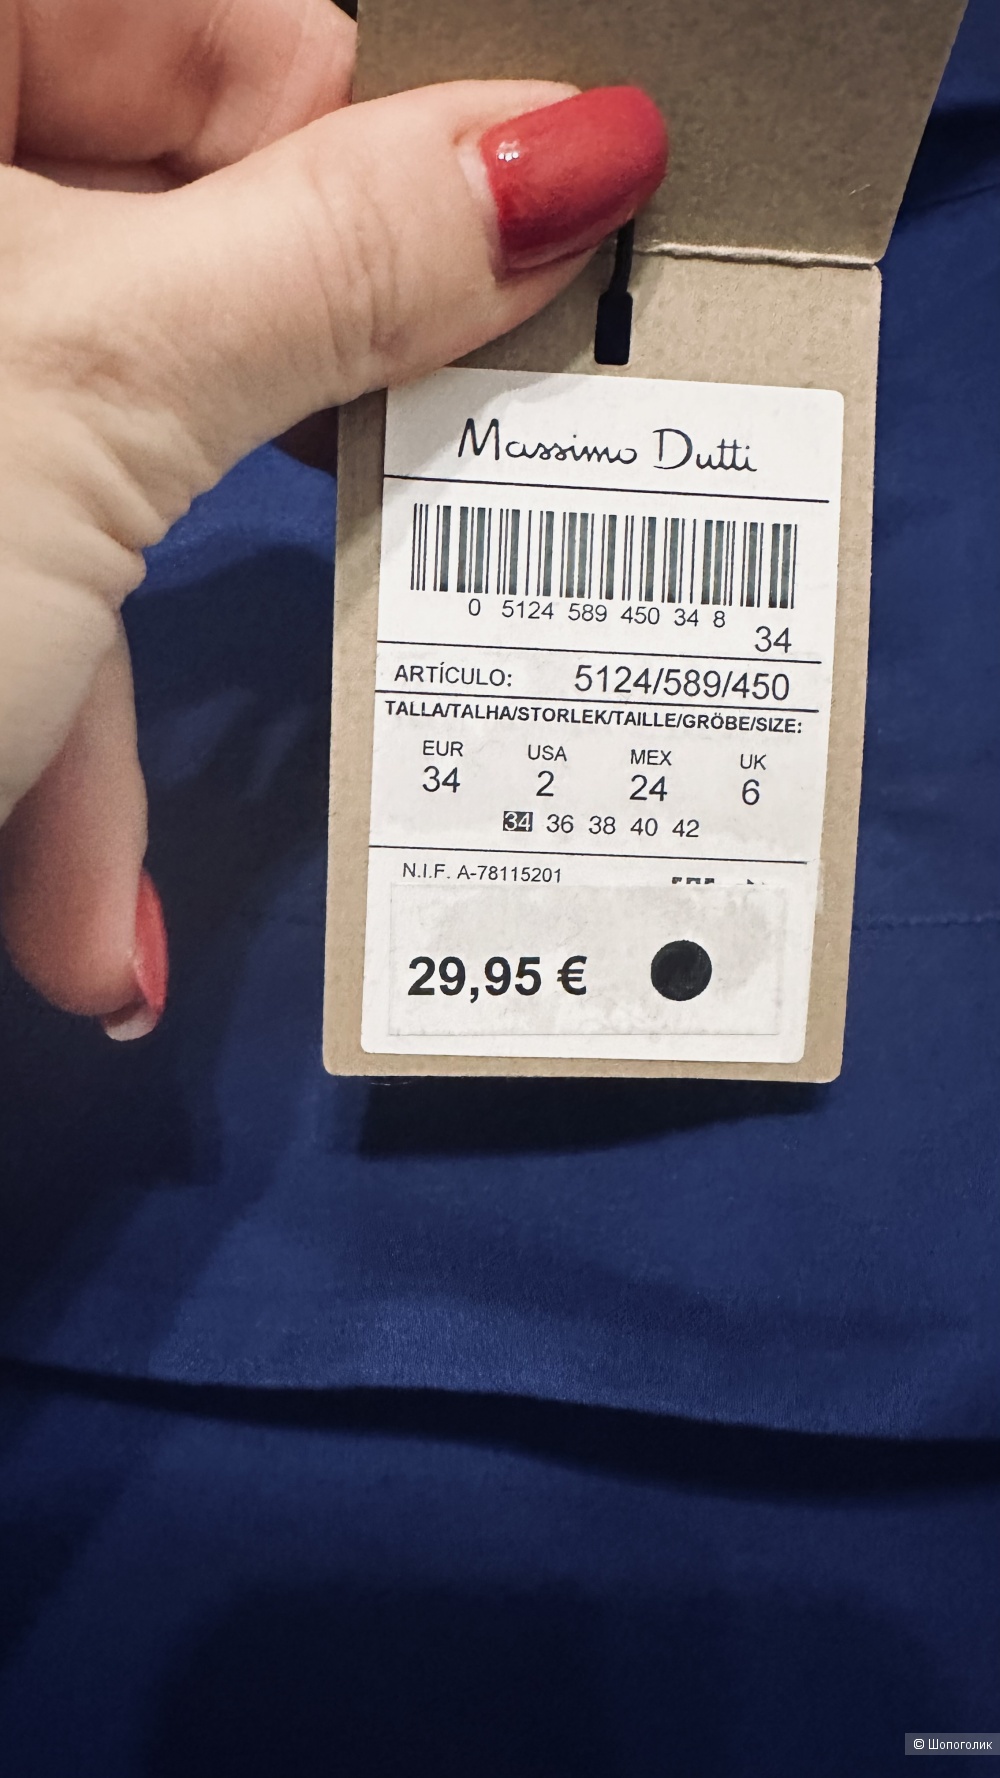 Massimo Dutti
0 5124 589 450 34 8
34
ARTÍCULO: 5124/589/450
TALLA/TALHA/STORLEK/TAILLE/GRÖBE/SIZE:
EUR USA MEX UK
34 2 24 6
34 36 38 40 42
N.I.F. A-78115201
29,95 €
© Шопоголик